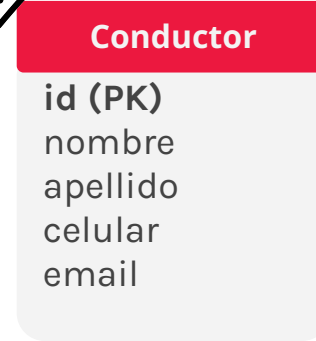 Conductor
id (PK)
nombre
apellido
celular
email